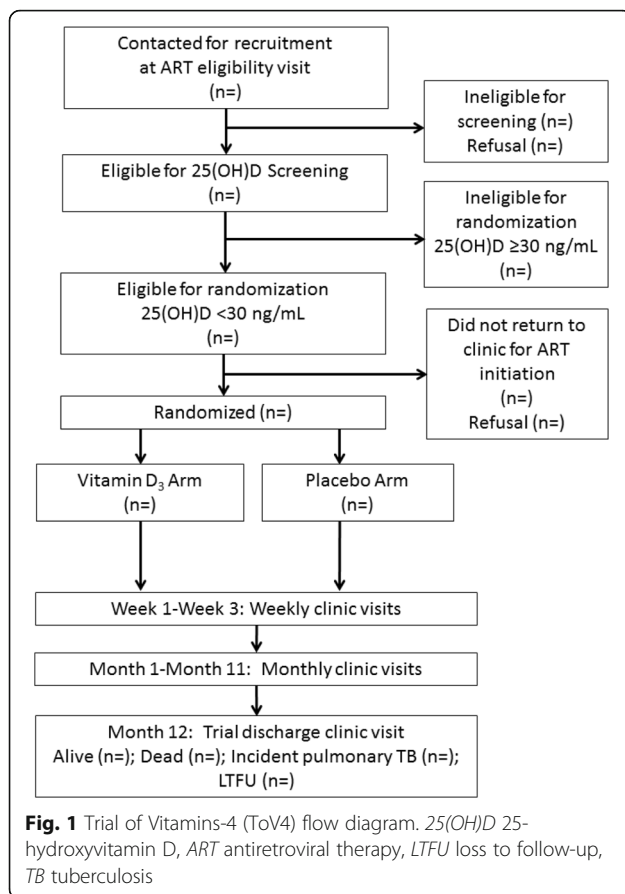 Contacted for recruitment
at ART eligibility visit
(n=)
Ineligible for
screening (n=)
Refusal (n=)
Eligible for 25(OH)D Screening
(n=)
Ineligible for
randomization
25(OH)D ≥30 ng/mL
(n=)
Eligible for randomization
25(OH)D <30 ng/mL
(n=)
Did not return to
clinic for ART
initiation
(n=)
Refusal (n=)
Randomized (n=)
Vitamin D₃ Arm
(n=)
Placebo Arm
(n=)
Week 1-Week 3: Weekly clinic visits
Month 1-Month 11: Monthly clinic visits
Month 12: Trial discharge clinic visit
Alive (n=); Dead (n=); Incident pulmonary TB (n=);
LTFU (n=)
Fig. 1 Trial of Vitamins-4 (ToV4) flow diagram. 25(OH)D 25-
hydroxyvitamin D, ART antiretroviral therapy, LTFU loss to follow-up,
TB tuberculosis